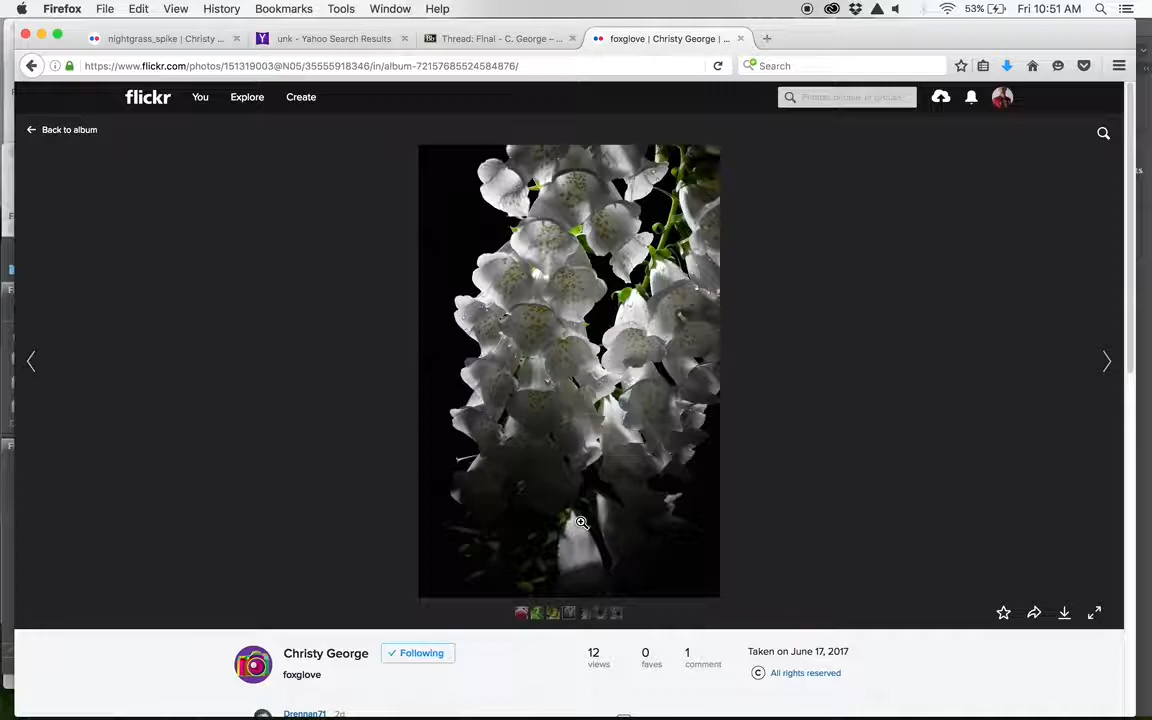 Firefox File Edit View History Bookmarks Tools Window Help 53% Fri 10:51 AM
nightgrass_spike | Christy ... unk - Yahoo Search Results Thread: Final - C. George – ... foxglove | Christy George | ...
https://www.flickr.com/photos/151319003@N05/35555918346/in/album-72157685524584876/ Search
flickr You Explore Create
Back to album
Christy George Following
foxglove
12 views
0 faves
1 comment
Taken on June 17, 2017
All rights reserved
Drennan71 2d